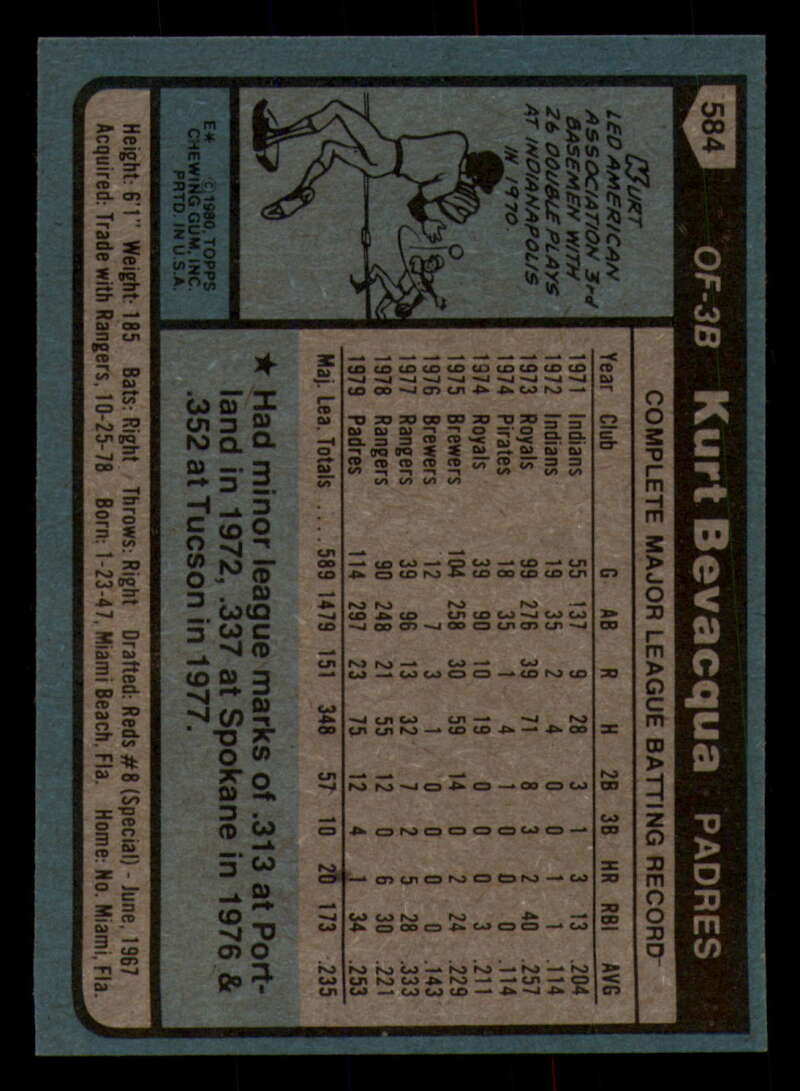 584
OF-3B Kurt Bevacqua · PADRES
KURT
LED AMERICAN
ASSOCIATION 3rd
BASEMEN WITH
26 DOUBLE PLAYS
AT INDIANAPOLIS
IN 1970
E* © 1980 TOPPS
CHEWING GUM, INC.
PRTD. IN U.S.A.
COMPLETE MAJOR LEAGUE BATTING RECORD
Year Club G AB R H 2B 3B HR RBI AVG
1971 Indians 55 137 9 28 3 1 3 13 .204
1972 Indians 19 35 2 4 0 0 1 1 .114
1973 Royals 99 276 39 71 8 3 2 40 .257
1974 Pirates 18 35 1 4 1 0 0 0 .114
1974 Royals 39 90 10 19 0 0 0 3 .211
1975 Brewers 104 258 30 59 14 0 2 24 .229
1976 Brewers 12 7 3 1 0 0 0 0 .143
1977 Rangers 39 96 13 32 7 2 5 28 .333
1978 Rangers 90 248 21 55 12 0 6 30 .221
1979 Padres 114 297 23 75 12 4 1 34 .253
Maj. Lea. Totals .... 589 1479 151 348 57 10 20 173 .235
★ Had minor league marks of .313 at Port-
land in 1972, .337 at Spokane in 1976 &
.352 at Tucson in 1977.
Height: 6'1" Weight: 185 Bats: Right Throws: Right Drafted: Reds #8 (Special) - June, 1967
Acquired: Trade with Rangers, 10-25-78 Born: 1-23-47, Miami Beach, Fla. Home: No. Miami, Fla.